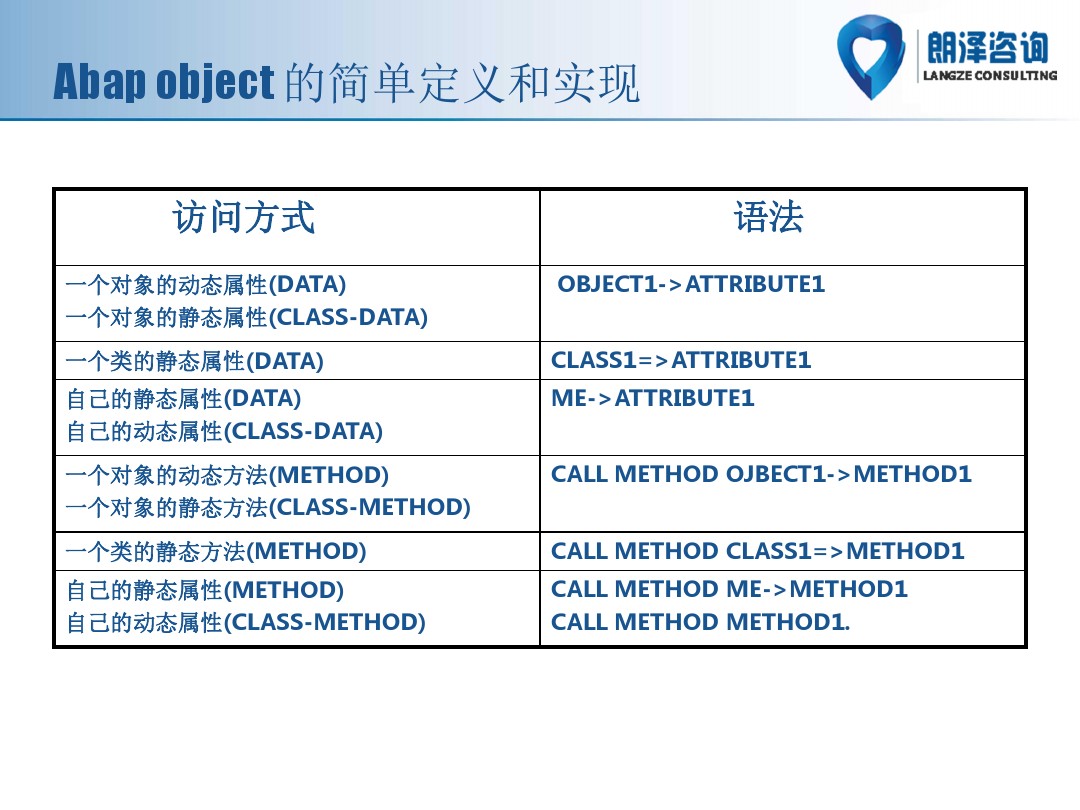 Abap object 的简单定义和实现
朗泽咨询
LANGZE CONSULTING
访问方式
语法
一个对象的动态属性(DATA)
一个对象的静态属性(CLASS-DATA)
OBJECT1->ATTRIBUTE1
一个类的静态属性(DATA)
CLASS1=>ATTRIBUTE1
自己的静态属性(DATA)
自己的动态属性(CLASS-DATA)
ME->ATTRIBUTE1
一个对象的动态方法(METHOD)
一个对象的静态方法(CLASS-METHOD)
CALL METHOD OJBECT1->METHOD1
一个类的静态方法(METHOD)
CALL METHOD CLASS1=>METHOD1
自己的静态属性(METHOD)
自己的动态属性(CLASS-METHOD)
CALL METHOD ME->METHOD1
CALL METHOD METHOD1.